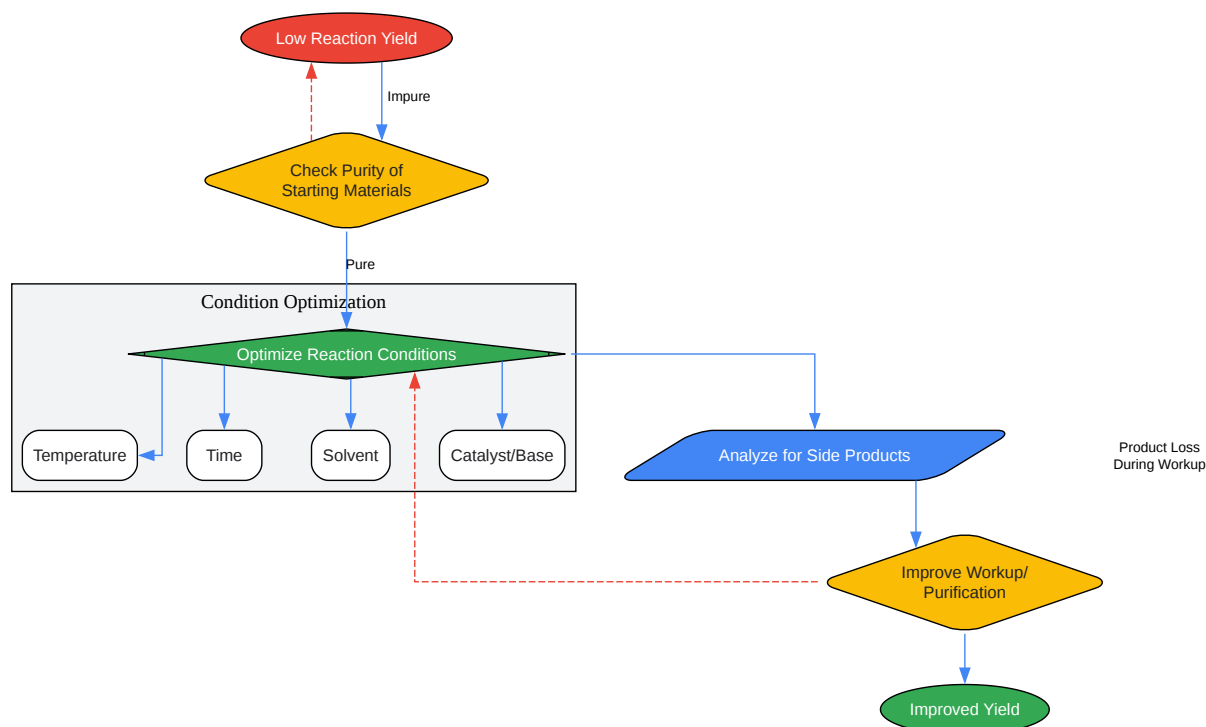 Low Reaction Yield
Impure
Check Purity of
Starting Materials
Pure
Condition Optimization
Optimize Reaction Conditions
Temperature
Time
Solvent
Catalyst/Base
Analyze for Side Products
Product Loss
During Workup
Improve Workup/
Purification
Improved Yield